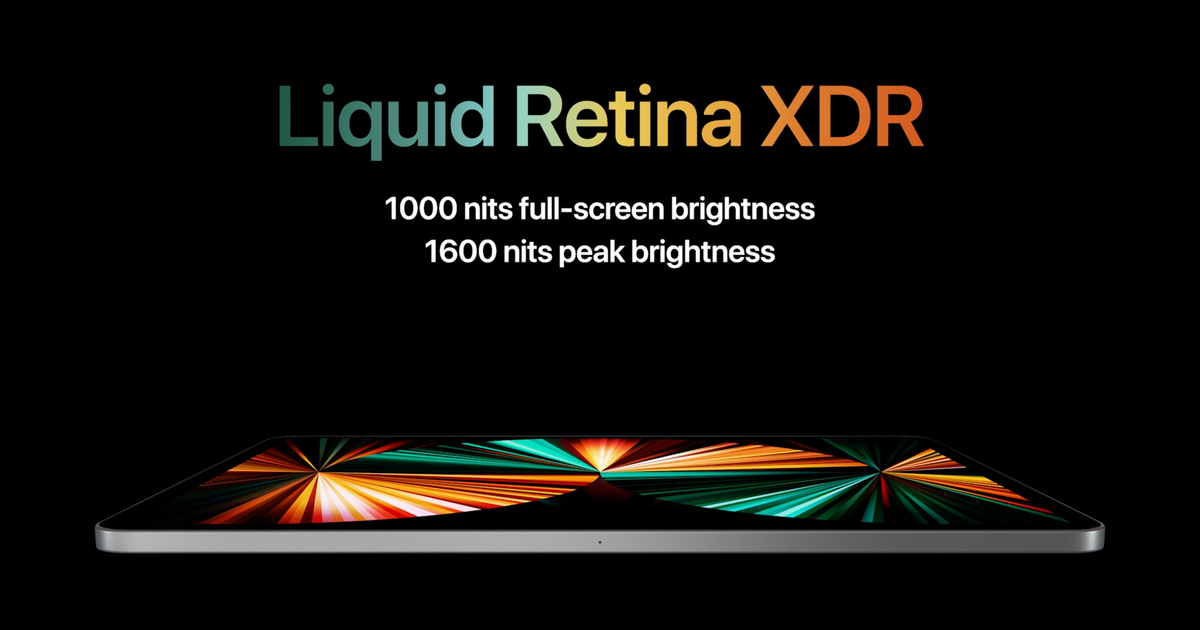 Liquid Retina XDR
1000 nits full-screen brightness
1600 nits peak brightness